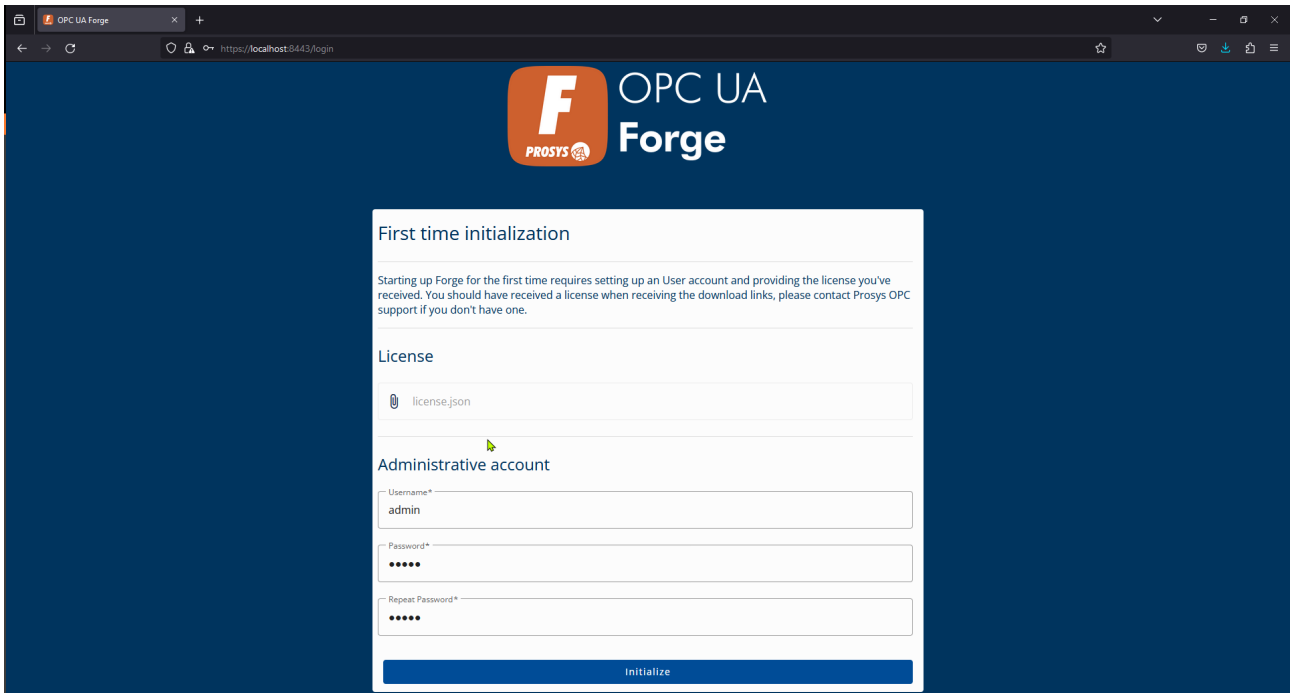 OPC UA Forge
https://localhost:8443/login
F
PROSYS
OPC UA
Forge
First time initialization
Starting up Forge for the first time requires setting up an User account and providing the license you've
received. You should have received a license when receiving the download links, please contact Prosys OPC
support if you don't have one.
License
license.json
Administrative account
Username*
admin
Password*
•••••
Repeat Password*
•••••
Initialize